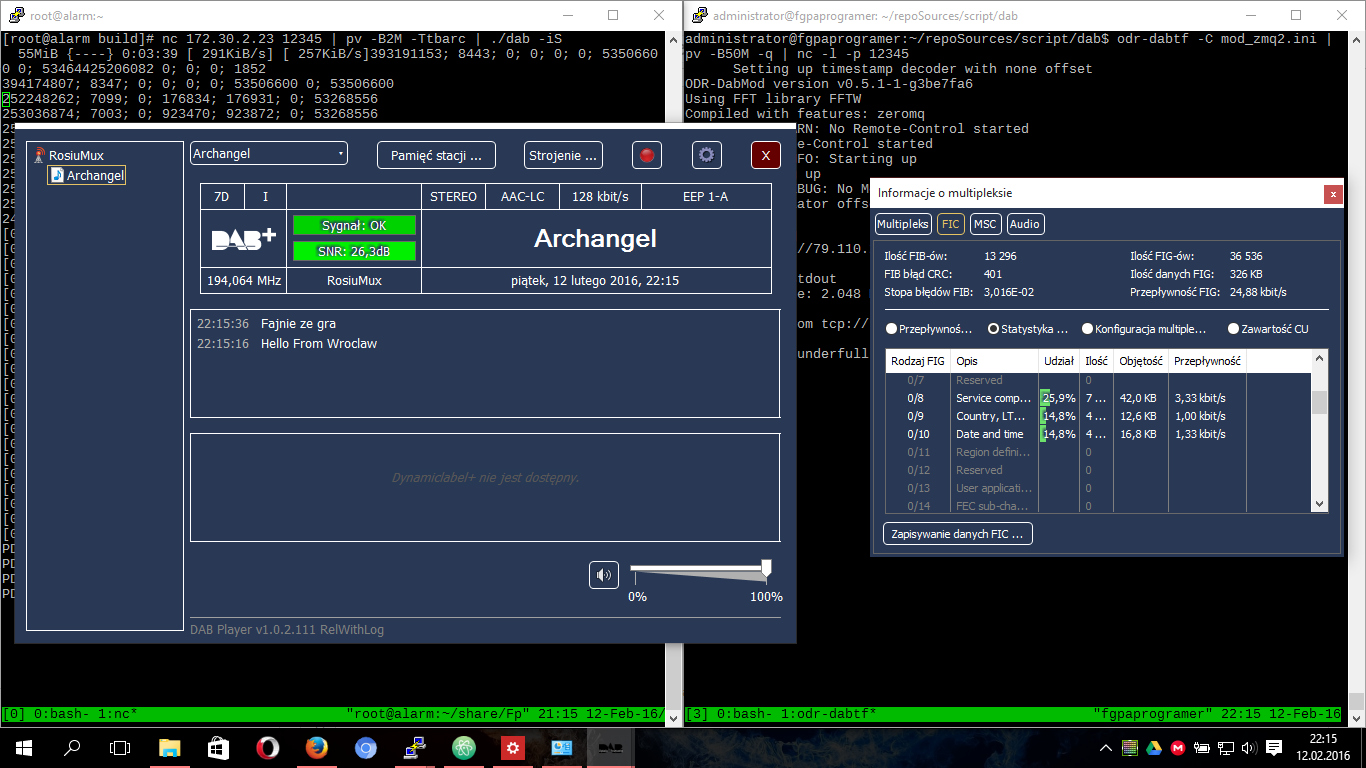 root@alarm:~
[root@alarm build]# nc 172.30.2.23 12345 | pv -B2M -Ttbarc | ./dab -iS
55MiB {----} 0:03:39 [ 291KiB/s] [ 257KiB/s]393191153; 8443; 0; 0; 0; 0; 5350660
0 0; 53464425206082 0; 0; 0; 1852
394174807; 8347; 0; 0; 0; 0; 53506600 0; 53506600
252248262; 7099; 0; 176834; 176931; 0; 53268556
253036874; 7003; 0; 923470; 923872; 0; 53268556
administrator@fgpaprogramer: ~/repoSources/script/dab
administrator@fgpaprogramer:~/repoSources/script/dab$ odr-dabtf -C mod_zmq2.ini |
pv -B50M -q | nc -l -p 12345
Setting up timestamp decoder with none offset
ODR-DabMod version v0.5.1-1-g3be7fa6
Using FFT library FFTW
Compiled with features: zeromq
RN: No Remote-Control started
e-Control started
FO: Starting up
up
BUG: No M
ator offs
//79.110.
tdout
e: 2.048
om tcp://
underfull
RosiuMux
Archangel
Archangel
Pamięć stacji ...
Strojenie ...
X
7D
I
STEREO
AAC-LC
128 kbit/s
EEP 1-A
DAB+
Sygnał: OK
SNR: 26,3dB
Archangel
194,064 MHz
RosiuMux
piątek, 12 lutego 2016, 22:15
22:15:36 Fajnie ze gra
22:15:16 Hello From Wroclaw
Dynamiclabel+ nie jest dostępny.
0%
100%
DAB Player v1.0.2.111 RelWithLog
Informacje o multipleksie
x
Multipleks
FIC
MSC
Audio
Ilość FIB-ów: 13 296
Ilość FIG-ów: 36 536
FIB błąd CRC: 401
Ilość danych FIG: 326 KB
Stopa błędów FIB: 3,016E-02
Przepływność FIG: 24,88 kbit/s
Przepływnoś...
Statystyka ...
Konfiguracja multiple...
Zawartość CU
Rodzaj FIG Opis Udział Ilość Objętość Przepływność
0/7 Reserved 0
0/8 Service comp... 25,9% 7 ... 42,0 KB 3,33 kbit/s
0/9 Country, LT... 14,8% 4 ... 12,6 KB 1,00 kbit/s
0/10 Date and time 14,8% 4 ... 16,8 KB 1,33 kbit/s
0/11 Region defini... 0
0/12 Reserved 0
0/13 User applicati... 0
0/14 FEC sub-cha... 0
Zapisywanie danych FIC ...
[0] 0:bash- 1:nc* "root@alarm:~/share/Fp" 21:15 12-Feb-16
[3] 0:bash- 1:odr-dabtf* "fgpaprogramer" 22:15 12-Feb-16
22:15
12.02.2016